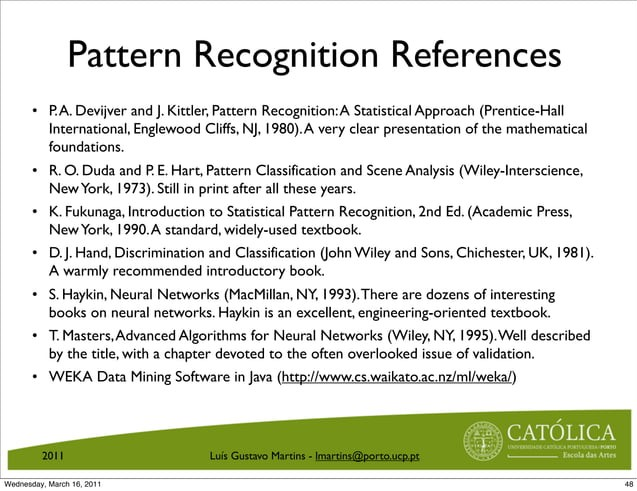 Pattern Recognition References
• P. A. Devijver and J. Kittler, Pattern Recognition: A Statistical Approach (Prentice-Hall
International, Englewood Cliffs, NJ, 1980). A very clear presentation of the mathematical
foundations.
• R. O. Duda and P. E. Hart, Pattern Classification and Scene Analysis (Wiley-Interscience,
New York, 1973). Still in print after all these years.
• K. Fukunaga, Introduction to Statistical Pattern Recognition, 2nd Ed. (Academic Press,
New York, 1990. A standard, widely-used textbook.
• D. J. Hand, Discrimination and Classification (John Wiley and Sons, Chichester, UK, 1981).
A warmly recommended introductory book.
• S. Haykin, Neural Networks (MacMillan, NY, 1993). There are dozens of interesting
books on neural networks. Haykin is an excellent, engineering-oriented textbook.
• T. Masters, Advanced Algorithms for Neural Networks (Wiley, NY, 1995). Well described
by the title, with a chapter devoted to the often overlooked issue of validation.
• WEKA Data Mining Software in Java (http://www.cs.waikato.ac.nz/ml/weka/)
CATÓLICA
UNIVERSIDADE CATÓLICA PORTUGUESA | PORTO
Escola das Artes
2011 Luís Gustavo Martins - lmartins@porto.ucp.pt
Wednesday, March 16, 2011 48